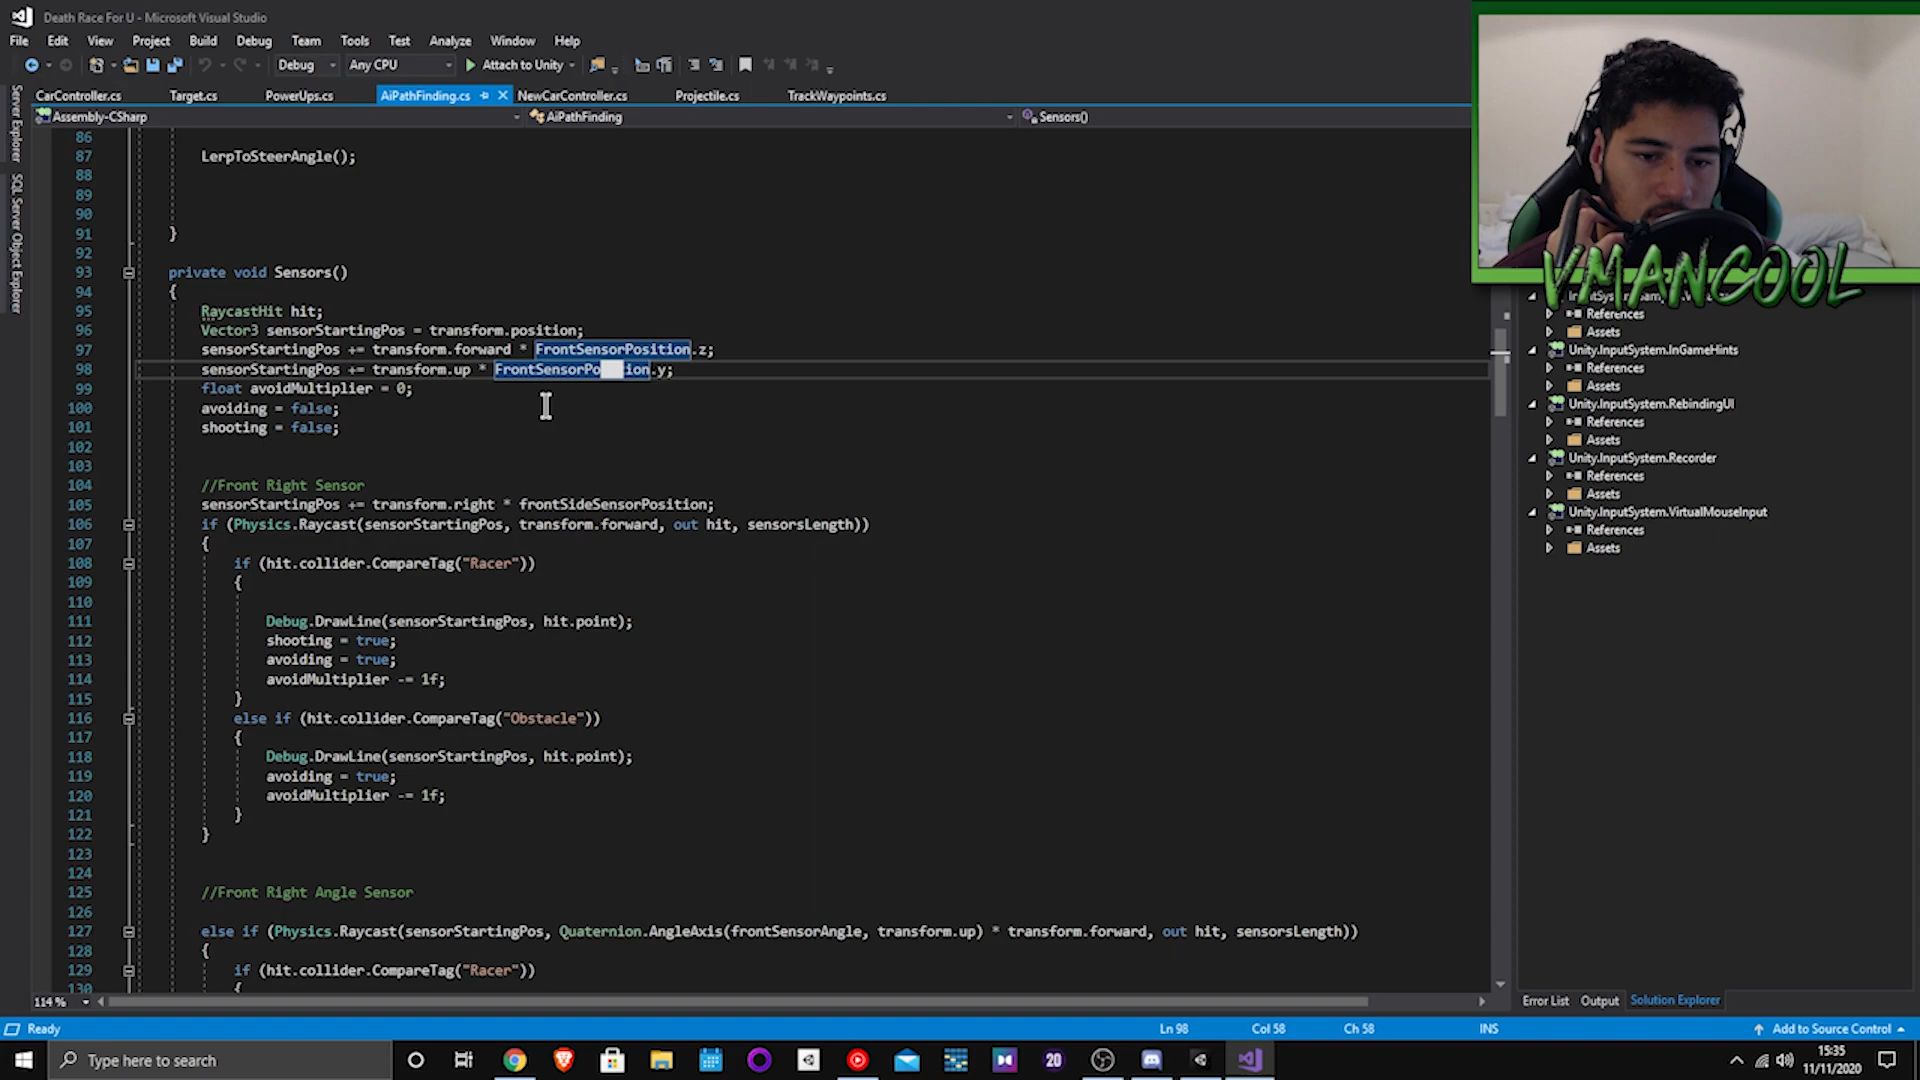 Death Race For U - Microsoft Visual Studio
File Edit View Project Build Debug Team Tools Test Analyze Window Help
Debug Any CPU Attach to Unity
CarController.cs Target.cs PowerUps.cs AiPathFinding.cs NewCarController.cs Projectile.cs TrackWaypoints.cs
Assembly-CSharp AiPathFinding Sensors()
Server Explorer
SQL Server Object Explorer
86
87 LerpToSteerAngle();
88
89
90
91 }
92
93 private void Sensors()
94 {
95 RaycastHit hit;
96 Vector3 sensorStartingPos = transform.position;
97 sensorStartingPos += transform.forward * FrontSensorPosition.z;
98 sensorStartingPos += transform.up * FrontSensorPo ion.y;
99 float avoidMultiplier = 0;
100 avoiding = false;
101 shooting = false;
102
103
104 //Front Right Sensor
105 sensorStartingPos += transform.right * frontSideSensorPosition;
106 if (Physics.Raycast(sensorStartingPos, transform.forward, out hit, sensorsLength))
107 {
108 if (hit.collider.CompareTag("Racer"))
109 {
110
111 Debug.DrawLine(sensorStartingPos, hit.point);
112 shooting = true;
113 avoiding = true;
114 avoidMultiplier -= 1f;
115 }
116 else if (hit.collider.CompareTag("Obstacle"))
117 {
118 Debug.DrawLine(sensorStartingPos, hit.point);
119 avoiding = true;
120 avoidMultiplier -= 1f;
121 }
122 }
123
124
125 //Front Right Angle Sensor
126
127 else if (Physics.Raycast(sensorStartingPos, Quaternion.AngleAxis(frontSensorAngle, transform.up) * transform.forward, out hit, sensorsLength))
128 {
129 if (hit.collider.CompareTag("Racer"))
130 {
VMANCOOL
References
Assets
Unity.InputSystem.InGameHints
References
Assets
Unity.InputSystem.RebindingUI
References
Assets
Unity.InputSystem.Recorder
References
Assets
Unity.InputSystem.VirtualMouseInput
References
Assets
114 %
Error List Output Solution Explorer
Ready Ln 98 Col 58 Ch 58 INS Add to Source Control
Type here to search
20
15:35
11/11/2020